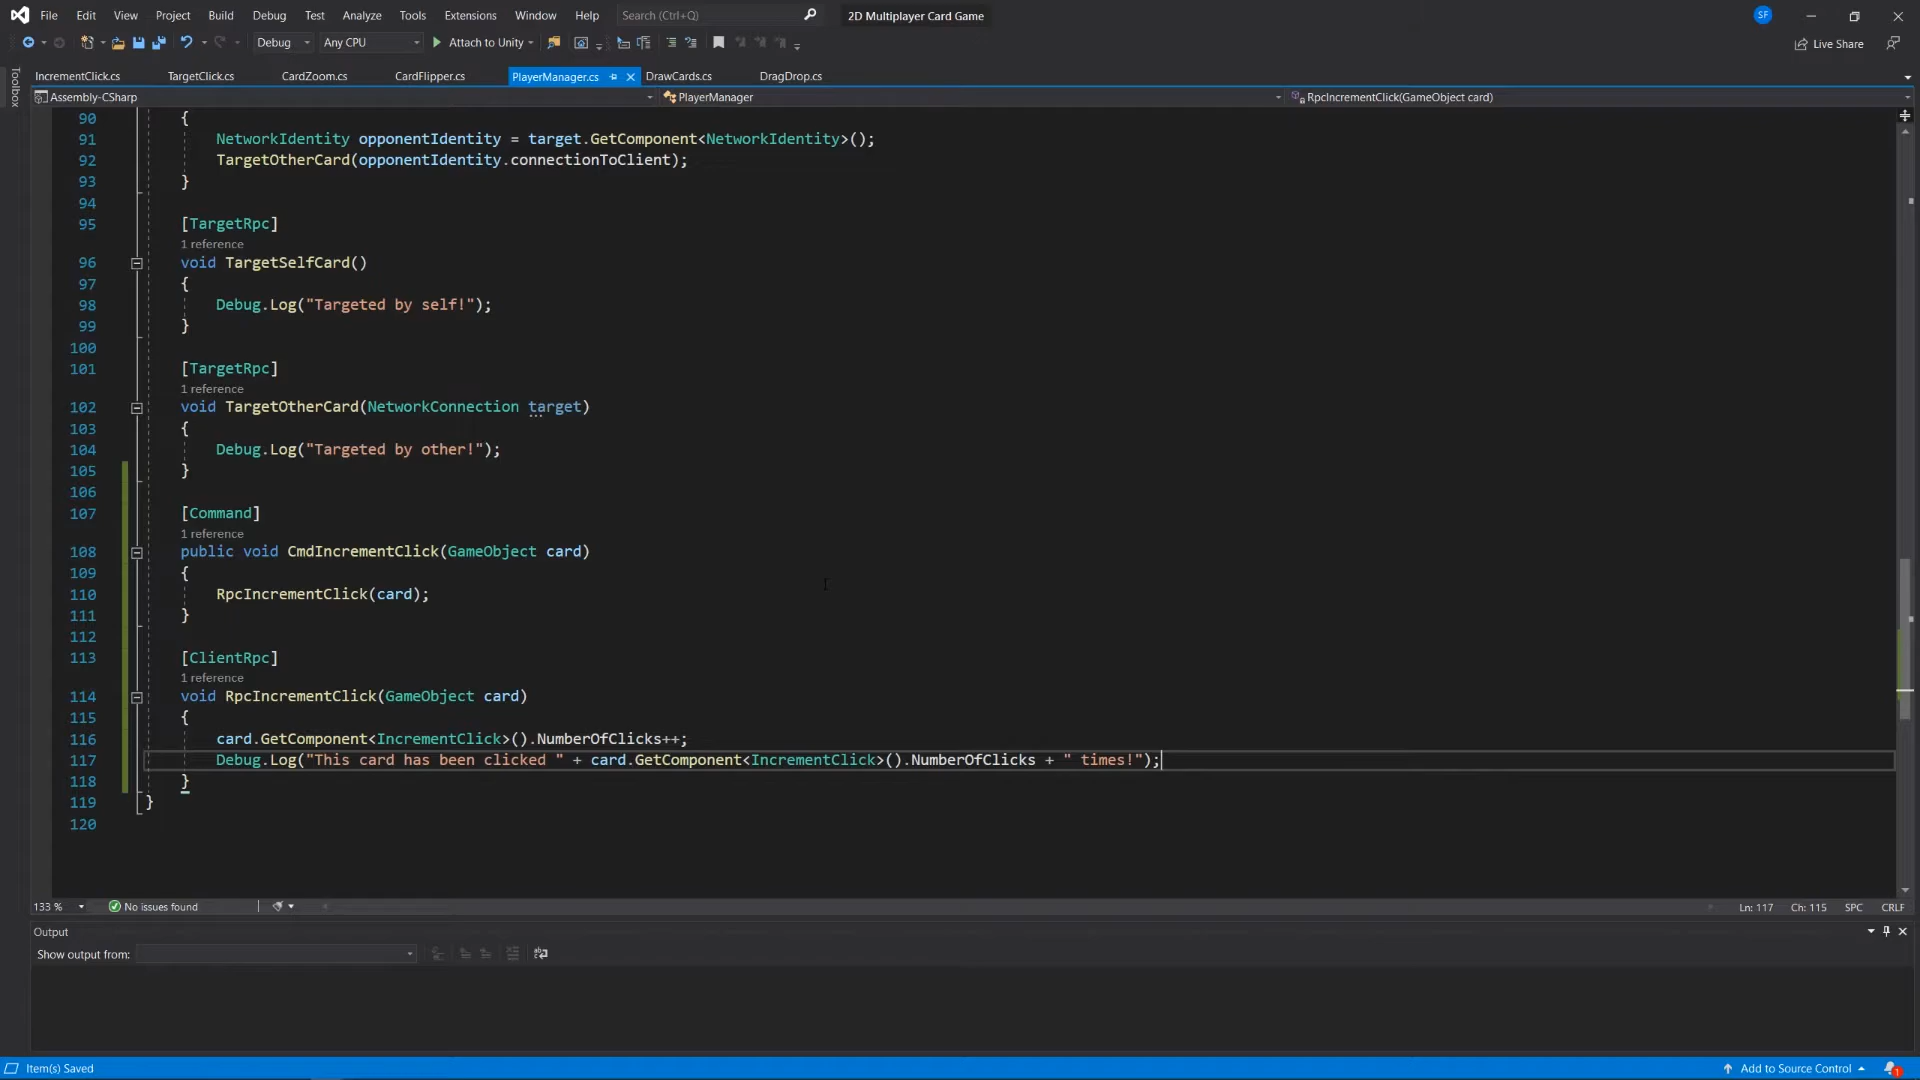 File Edit View Project Build Debug Test Analyze Tools Extensions Window Help Search (Ctrl+Q) 2D Multiplayer Card Game SF
Debug Any CPU Attach to Unity Live Share
Toolbox
IncrementClick.cs TargetClick.cs CardZoom.cs CardFlipper.cs PlayerManager.cs DrawCards.cs DragDrop.cs
Assembly-CSharp PlayerManager RpcIncrementClick(GameObject card)
90 {
91 NetworkIdentity opponentIdentity = target.GetComponent<NetworkIdentity>();
92 TargetOtherCard(opponentIdentity.connectionToClient);
93 }
94
95 [TargetRpc]
1 reference
96 void TargetSelfCard()
97 {
98 Debug.Log("Targeted by self!");
99 }
100
101 [TargetRpc]
1 reference
102 void TargetOtherCard(NetworkConnection target)
103 {
104 Debug.Log("Targeted by other!");
105 }
106
107 [Command]
1 reference
108 public void CmdIncrementClick(GameObject card)
109 {
110 RpcIncrementClick(card);
111 }
112
113 [ClientRpc]
1 reference
114 void RpcIncrementClick(GameObject card)
115 {
116 card.GetComponent<IncrementClick>().NumberOfClicks++;
117 Debug.Log("This card has been clicked " + card.GetComponent<IncrementClick>().NumberOfClicks + " times!");
118 }
119 }
120
133 % No issues found Ln: 117 Ch: 115 SPC CRLF
Output
Show output from:
Item(s) Saved Add to Source Control 1